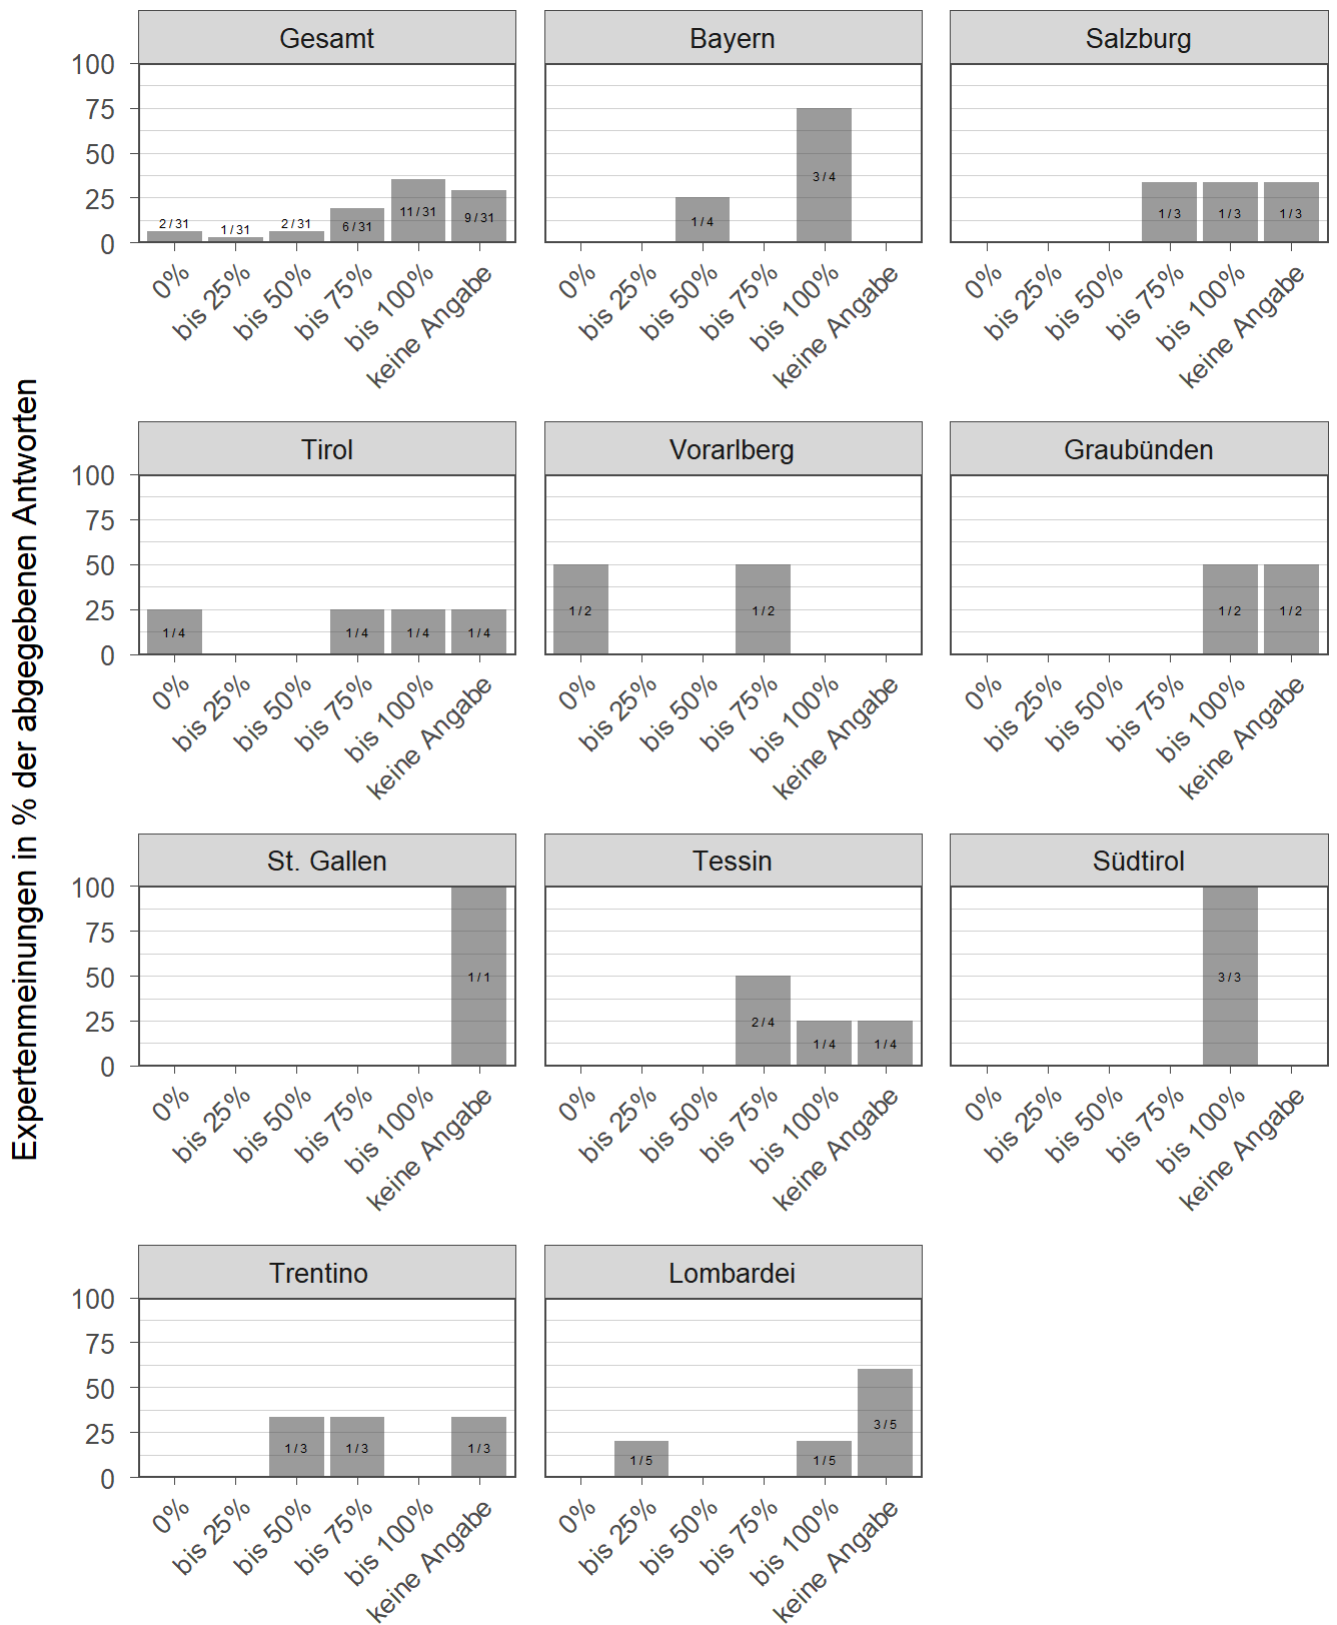 Expertenmeinungen in % der abgegebenen Antworten
Gesamt
100
75
50
25
0
2 / 31
1 / 31
2 / 31
6 / 31
11 / 31
9 / 31
0%
bis 25%
bis 50%
bis 75%
bis 100%
keine Angabe
Bayern
1 / 4
3 / 4
0%
bis 25%
bis 50%
bis 75%
bis 100%
keine Angabe
Salzburg
1 / 3
1 / 3
1 / 3
0%
bis 25%
bis 50%
bis 75%
bis 100%
keine Angabe
Tirol
100
75
50
25
0
1 / 4
1 / 4
1 / 4
1 / 4
0%
bis 25%
bis 50%
bis 75%
bis 100%
keine Angabe
Vorarlberg
1 / 2
1 / 2
0%
bis 25%
bis 50%
bis 75%
bis 100%
keine Angabe
Graubünden
1 / 2
1 / 2
0%
bis 25%
bis 50%
bis 75%
bis 100%
keine Angabe
St. Gallen
100
75
50
25
0
1 / 1
0%
bis 25%
bis 50%
bis 75%
bis 100%
keine Angabe
Tessin
2 / 4
1 / 4
1 / 4
0%
bis 25%
bis 50%
bis 75%
bis 100%
keine Angabe
Südtirol
3 / 3
0%
bis 25%
bis 50%
bis 75%
bis 100%
keine Angabe
Trentino
100
75
50
25
0
1 / 3
1 / 3
1 / 3
0%
bis 25%
bis 50%
bis 75%
bis 100%
keine Angabe
Lombardei
1 / 5
1 / 5
3 / 5
0%
bis 25%
bis 50%
bis 75%
bis 100%
keine Angabe